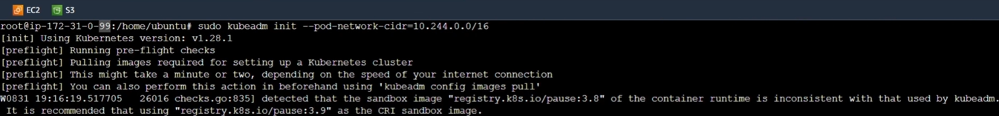 EC2 S3
root@ip-172-31-0-99:/home/ubuntu# sudo kubeadm init --pod-network-cidr=10.244.0.0/16
[init] Using Kubernetes version: v1.28.1
[preflight] Running pre-flight checks
[preflight] Pulling images required for setting up a Kubernetes cluster
[preflight] This might take a minute or two, depending on the speed of your internet connection
[preflight] You can also perform this action in beforehand using 'kubeadm config images pull'
W0831 19:16:19.517705   26016 checks.go:835] detected that the sandbox image "registry.k8s.io/pause:3.8" of the container runtime is inconsistent with that used by kubeadm.
It is recommended that using "registry.k8s.io/pause:3.9" as the CRI sandbox image.